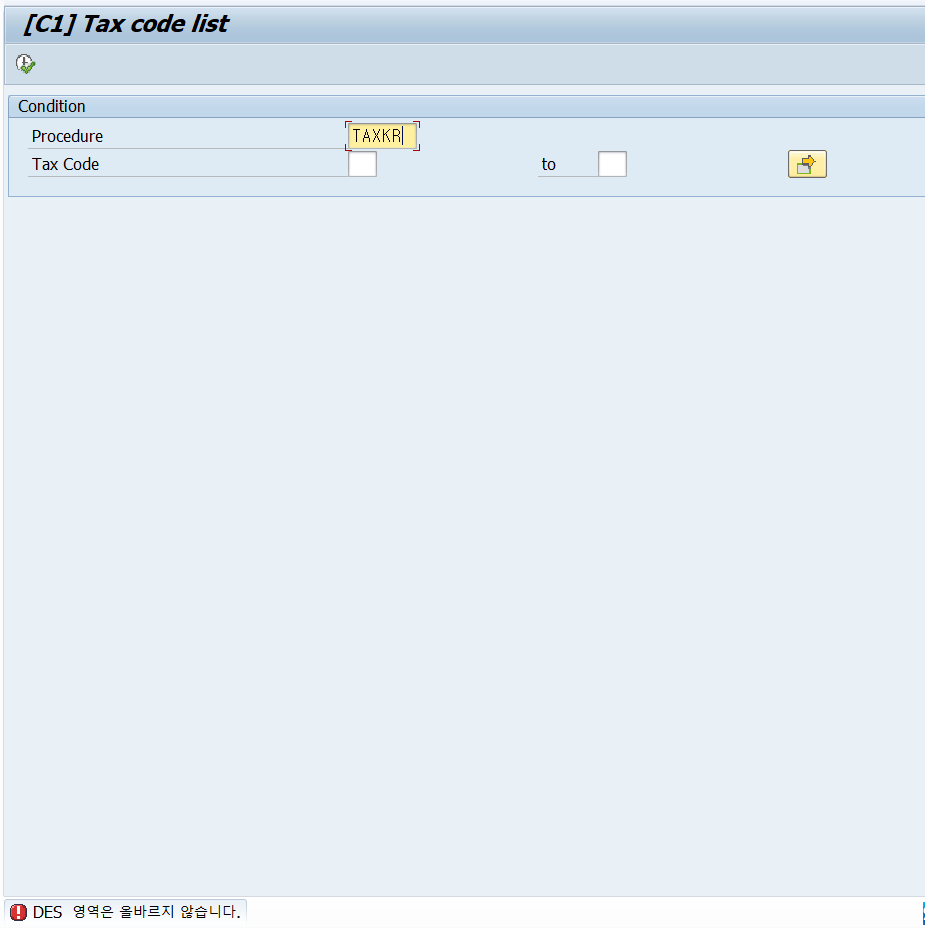 [C1] Tax code list
Condition
Procedure TAXKR
Tax Code to
DES 영역은 올바르지 않습니다.